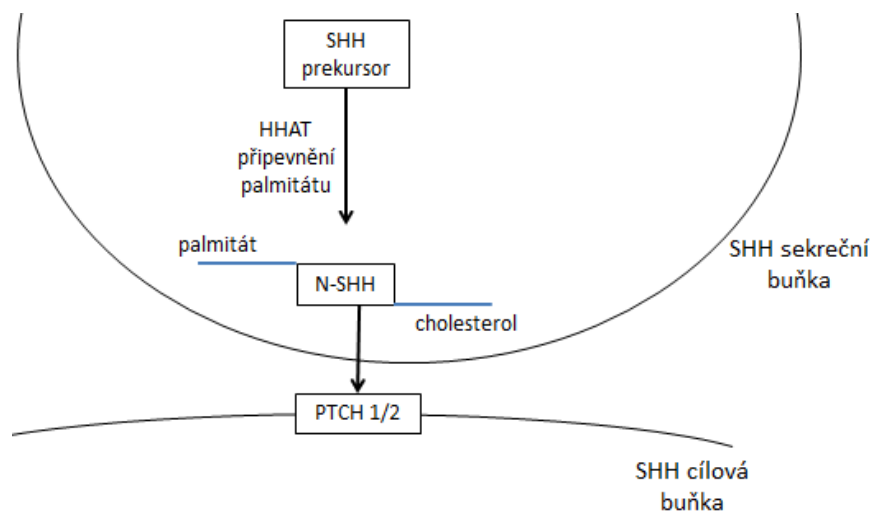 SHH
prekursor
HHAT
připevnění
palmitátu
palmitát
N-SHH
cholesterol
SHH sekreční
buňka
PTCH 1/2
SHH cílová
buňka